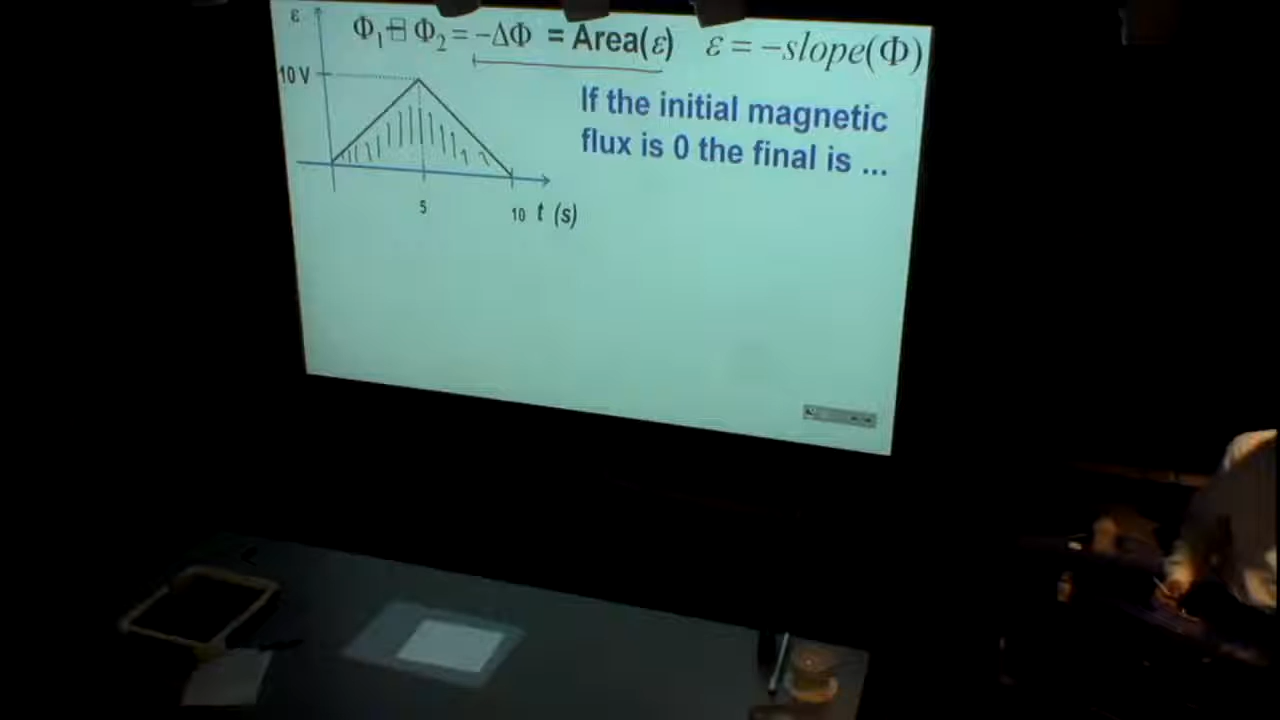 ε
Φ₁ - Φ₂ = -ΔΦ = Area(ε) ε = -slope(Φ)
10 V
If the initial magnetic
flux is 0 the final is ...
5
10 t (s)